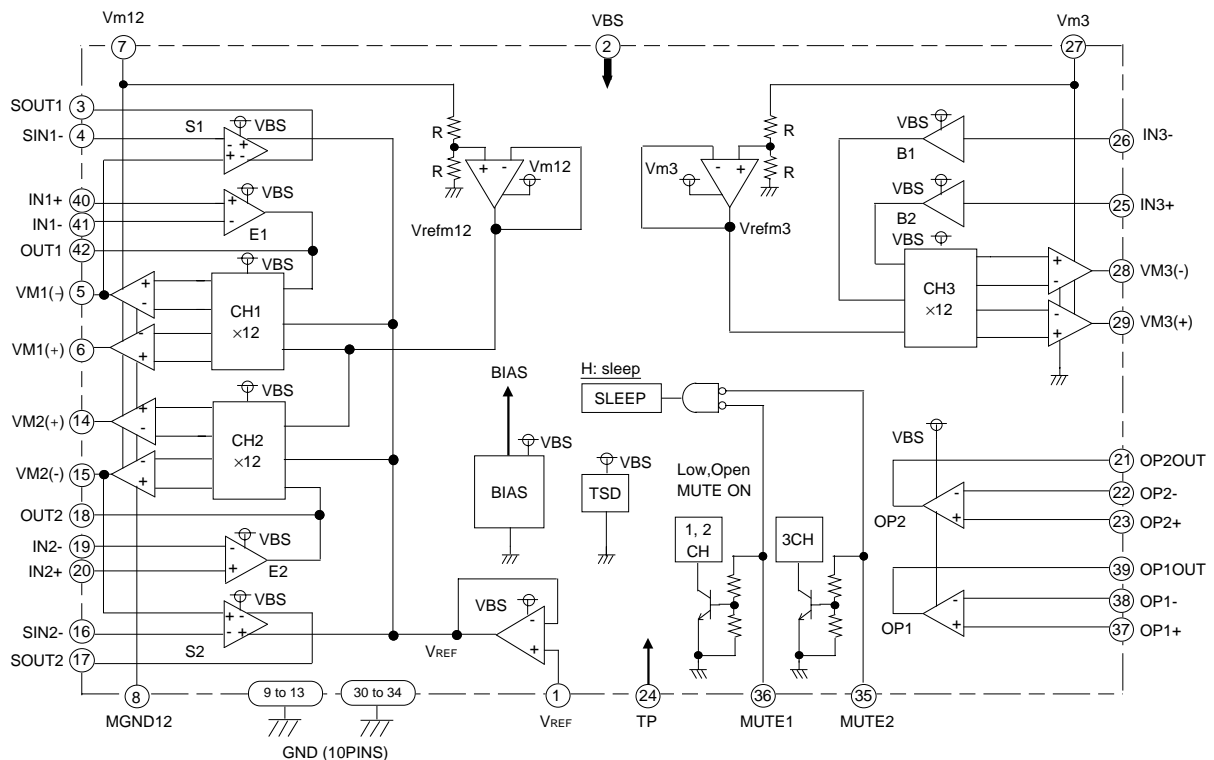 Vm12
VBS
Vm3
7
2
27
SOUT1 3
SIN1- 4
S1
VBS
- +
+ -
IN1+ 40
IN1- 41
+
-
VBS
E1
OUT1 42
VM1(-) 5
+
-
VBS
CH1
×12
VM1(+) 6
-
+
VM2(+) 14
+
-
VBS
CH2
×12
VM2(-) 15
-
+
OUT2 18
IN2- 19
IN2+ 20
-
+
VBS
E2
SIN2- 16
SOUT2 17
+ -
- +
VBS
S2
R
R
+ -
Vm12
Vrefm12
R
R
- +
Vm3
Vrefm3
VBS
B1
26 IN3-
VBS
B2
25 IN3+
VBS
CH3
×12
+
-
28 VM3(-)
-
+
29 VM3(+)
BIAS
VBS
BIAS
VBS
TSD
H: sleep
SLEEP
Low,Open
MUTE ON
1, 2
CH
3CH
VBS
21 OP2OUT
22 OP2-
23 OP2+
-
+
OP2
39 OP1OUT
38 OP1-
37 OP1+
-
+
OP1
VBS
-
+
VREF
8
MGND12
9 to 13
30 to 34
GND (10PINS)
1
VREF
24
TP
36
MUTE1
35
MUTE2